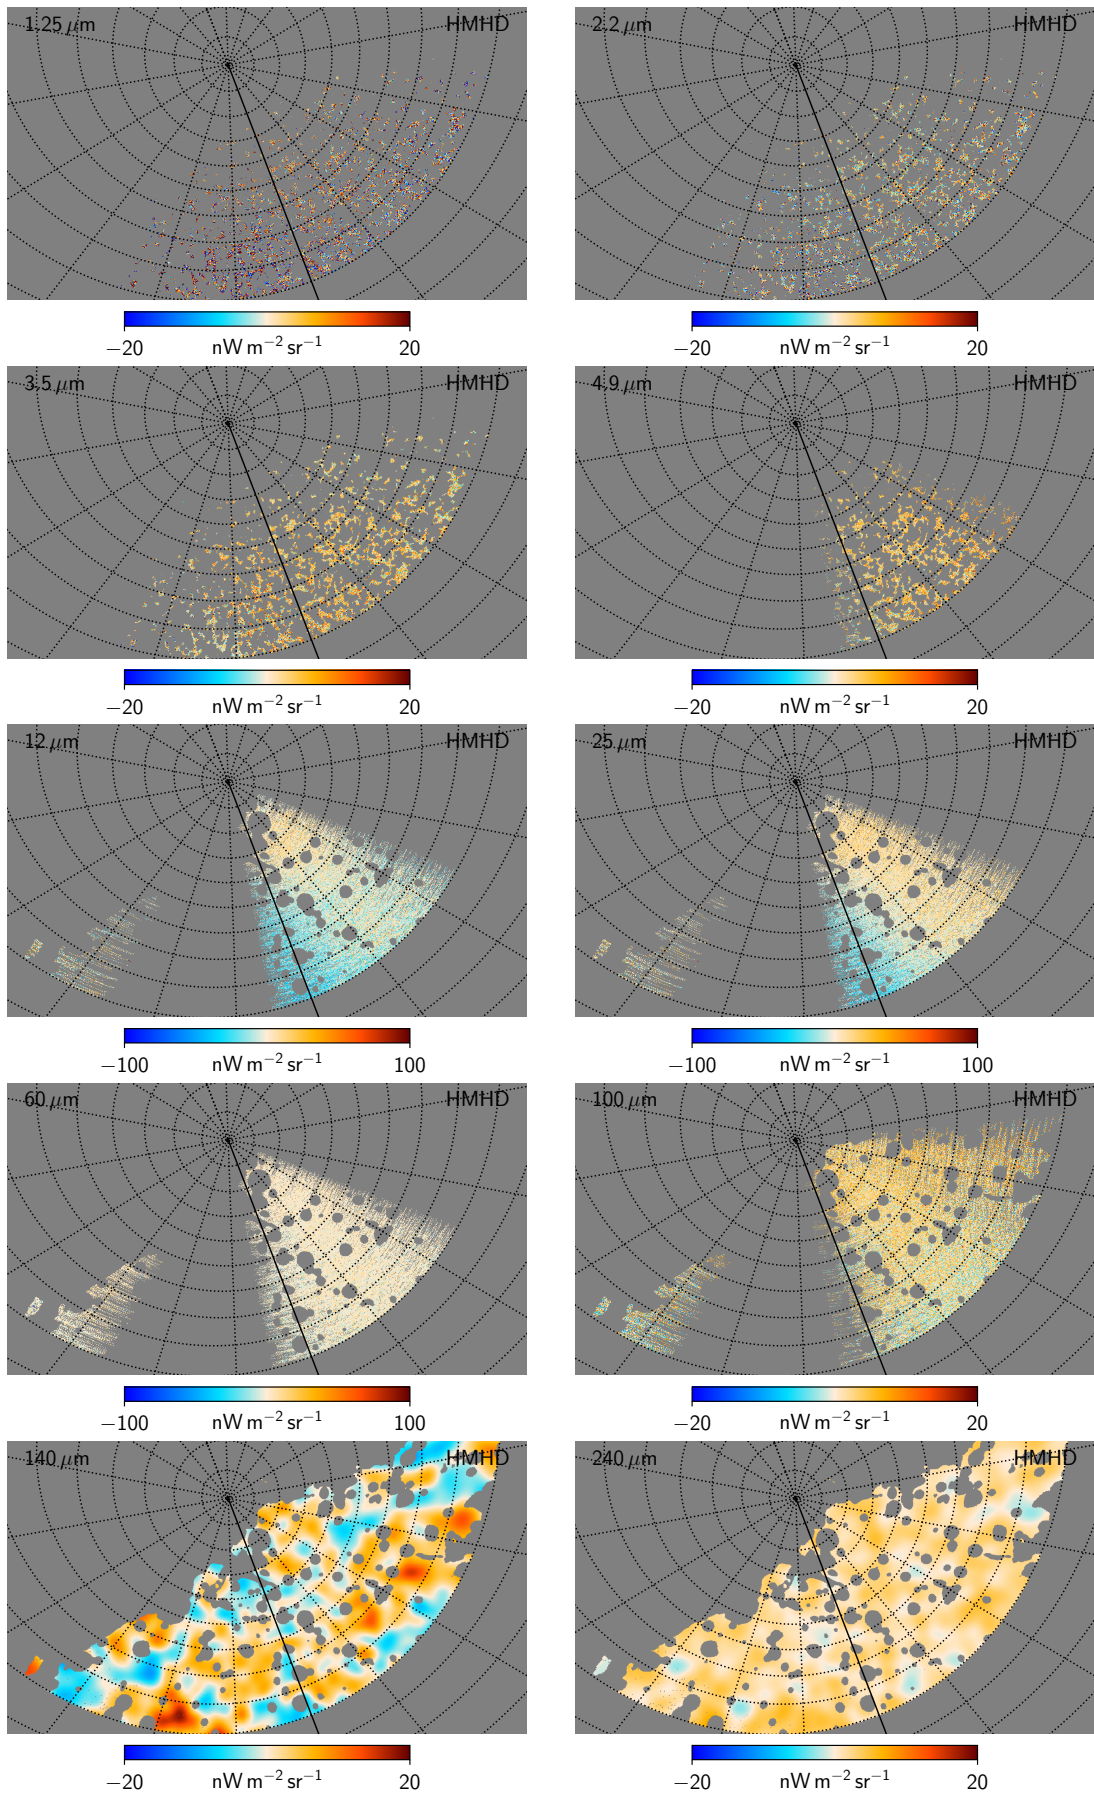 1.25 μm HMHD 2.2 μm HMHD
−20 nW m⁻² sr⁻¹ 20 −20 nW m⁻² sr⁻¹ 20
3.5 μm HMHD 4.9 μm HMHD
−20 nW m⁻² sr⁻¹ 20 −20 nW m⁻² sr⁻¹ 20
12 μm HMHD 25 μm HMHD
−100 nW m⁻² sr⁻¹ 100 −100 nW m⁻² sr⁻¹ 100
60 μm HMHD 100 μm HMHD
−100 nW m⁻² sr⁻¹ 100 −20 nW m⁻² sr⁻¹ 20
140 μm HMHD 240 μm HMHD
−20 nW m⁻² sr⁻¹ 20 −20 nW m⁻² sr⁻¹ 20